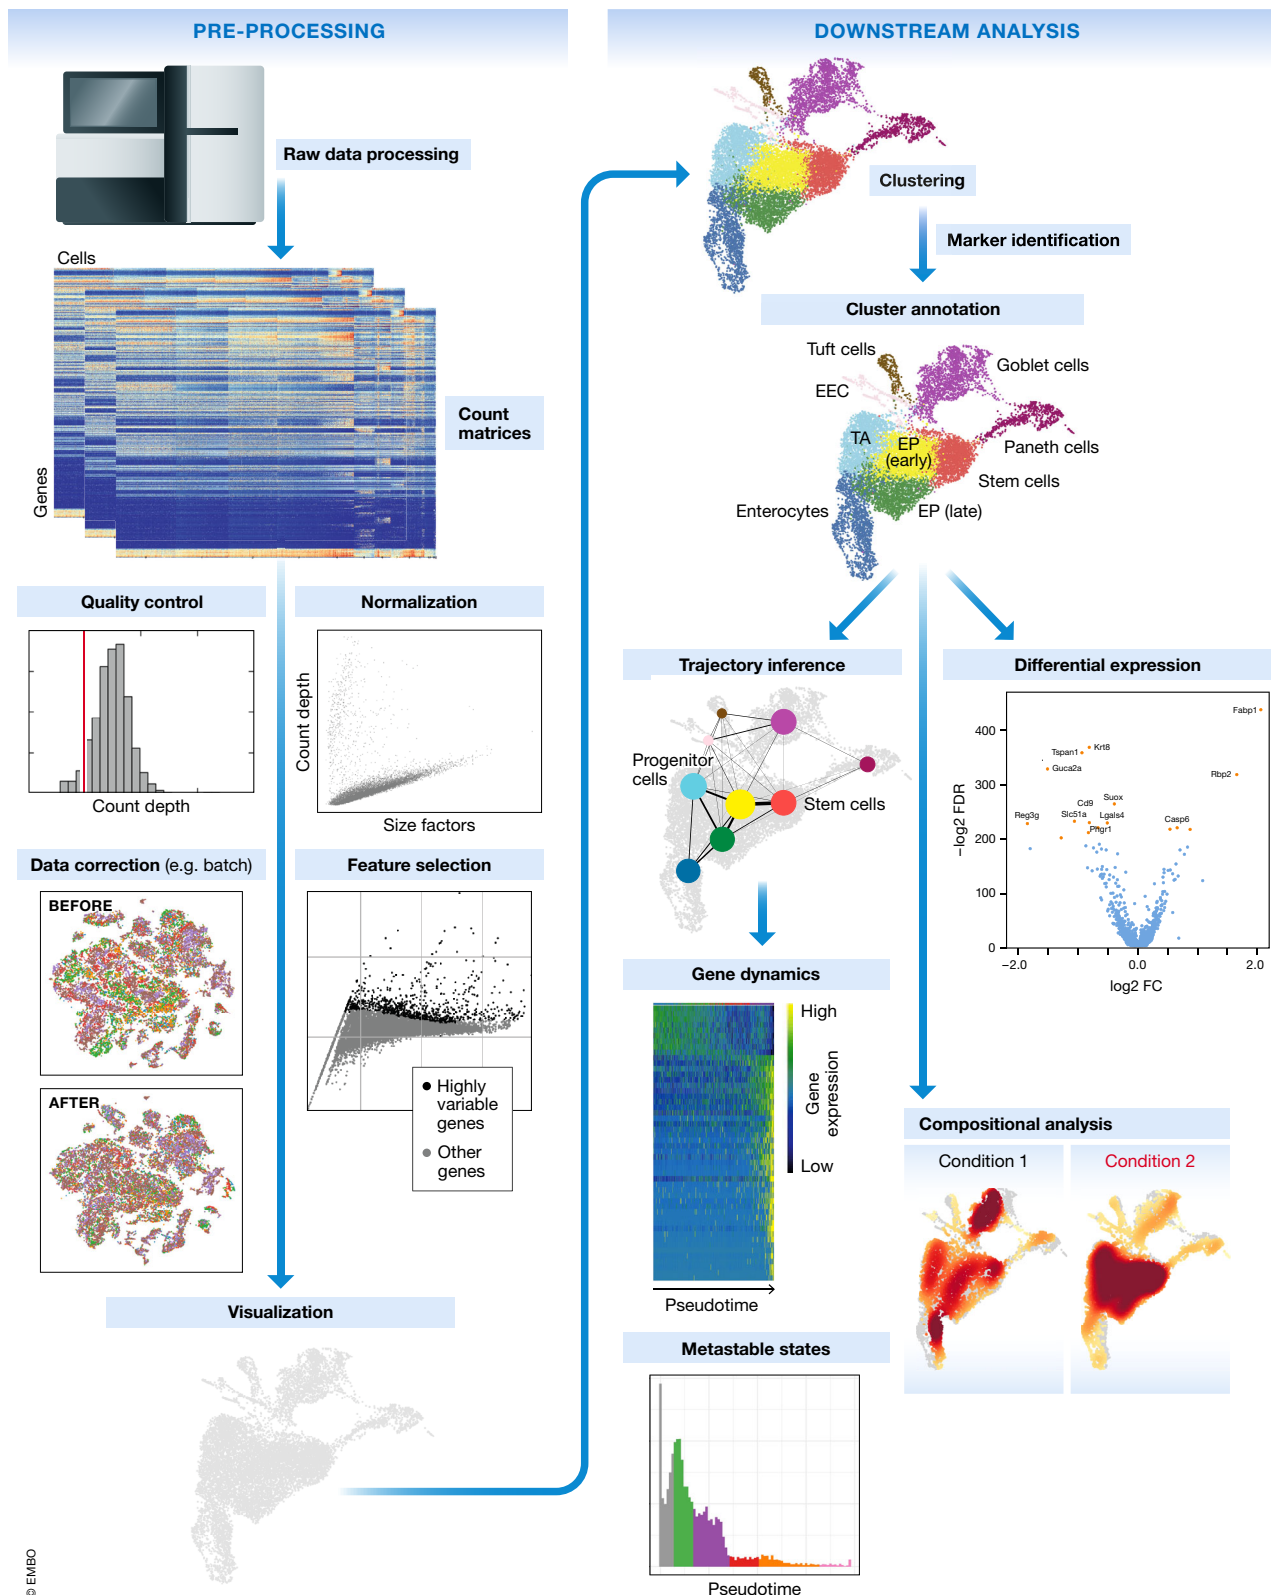 PRE-PROCESSING
Raw data processing
Cells
Genes
Count
matrices
Quality control
Count depth
Normalization
Count depth
Size factors
Data correction (e.g. batch)
BEFORE
AFTER
Feature selection
Highly
variable
genes
Other
genes
Visualization
© EMBO
DOWNSTREAM ANALYSIS
Clustering
Marker identification
Cluster annotation
Tuft cells
Goblet cells
EEC
TA
EP
(early)
Paneth cells
Stem cells
Enterocytes
EP (late)
Trajectory inference
Progenitor
cells
Stem cells
Gene dynamics
High
Gene
expression
Low
Pseudotime
Metastable states
Pseudotime
Differential expression
−log2 FDR
400
300
200
100
0
Fabp1
Krt8
Tspan1
Guca2a
Rbp2
Suox
Cd9
Reg3g
Slc51a
Lgals4
Casp6
−2.0
0.0
2.0
log2 FC
Compositional analysis
Condition 1
Condition 2